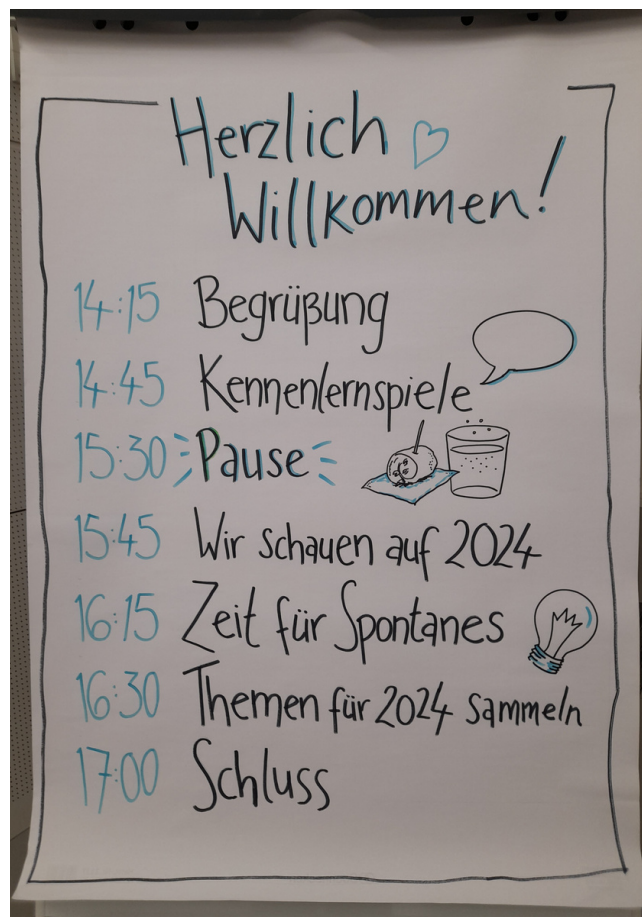 Herzlich
Willkommen!
14:15 Begrüßung
14:45 Kennenlernspiele
15:30 Pause
15:45 Wir schauen auf 2024
16:15 Zeit für Spontanes
16:30 Themen für 2024 sammeln
17:00 Schluss